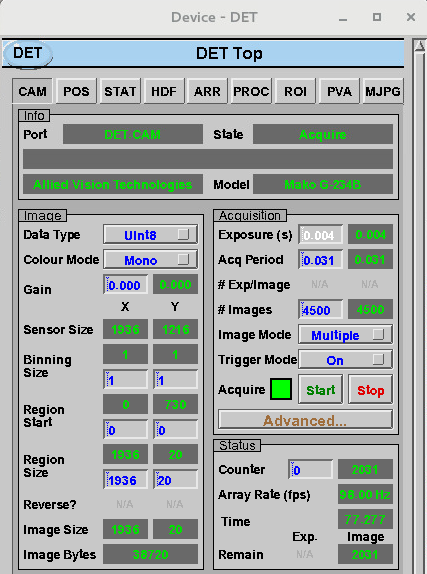 Device - DET
DET DET Top
CAM POS STAT HDF ARR PROC ROI PVA MJPG
Info
Port DET.CAM State Acquire
Allied Vision Technologies Model Mako G-234B
Image
Data Type UInt8
Colour Mode Mono
Gain 0.000 0.000
X Y
Sensor Size 1936 1216
Binning Size 1 1
1 1
Region Start 0 730
0 0
Region Size 1936 20
1936 20
Reverse? N/A N/A
Image Size 1936 20
Image Bytes 38720
Acquisition
Exposure (s) 0.004 0.004
Acq Period 0.031 0.031
# Exp/Image N/A N/A
# Images 4500 4500
Image Mode Multiple
Trigger Mode On
Acquire Start Stop
Advanced...
Status
Counter 0 2031
Array Rate (fps) 98.00 Hz
Time 77.277
Exp. Image
Remain N/A 2031